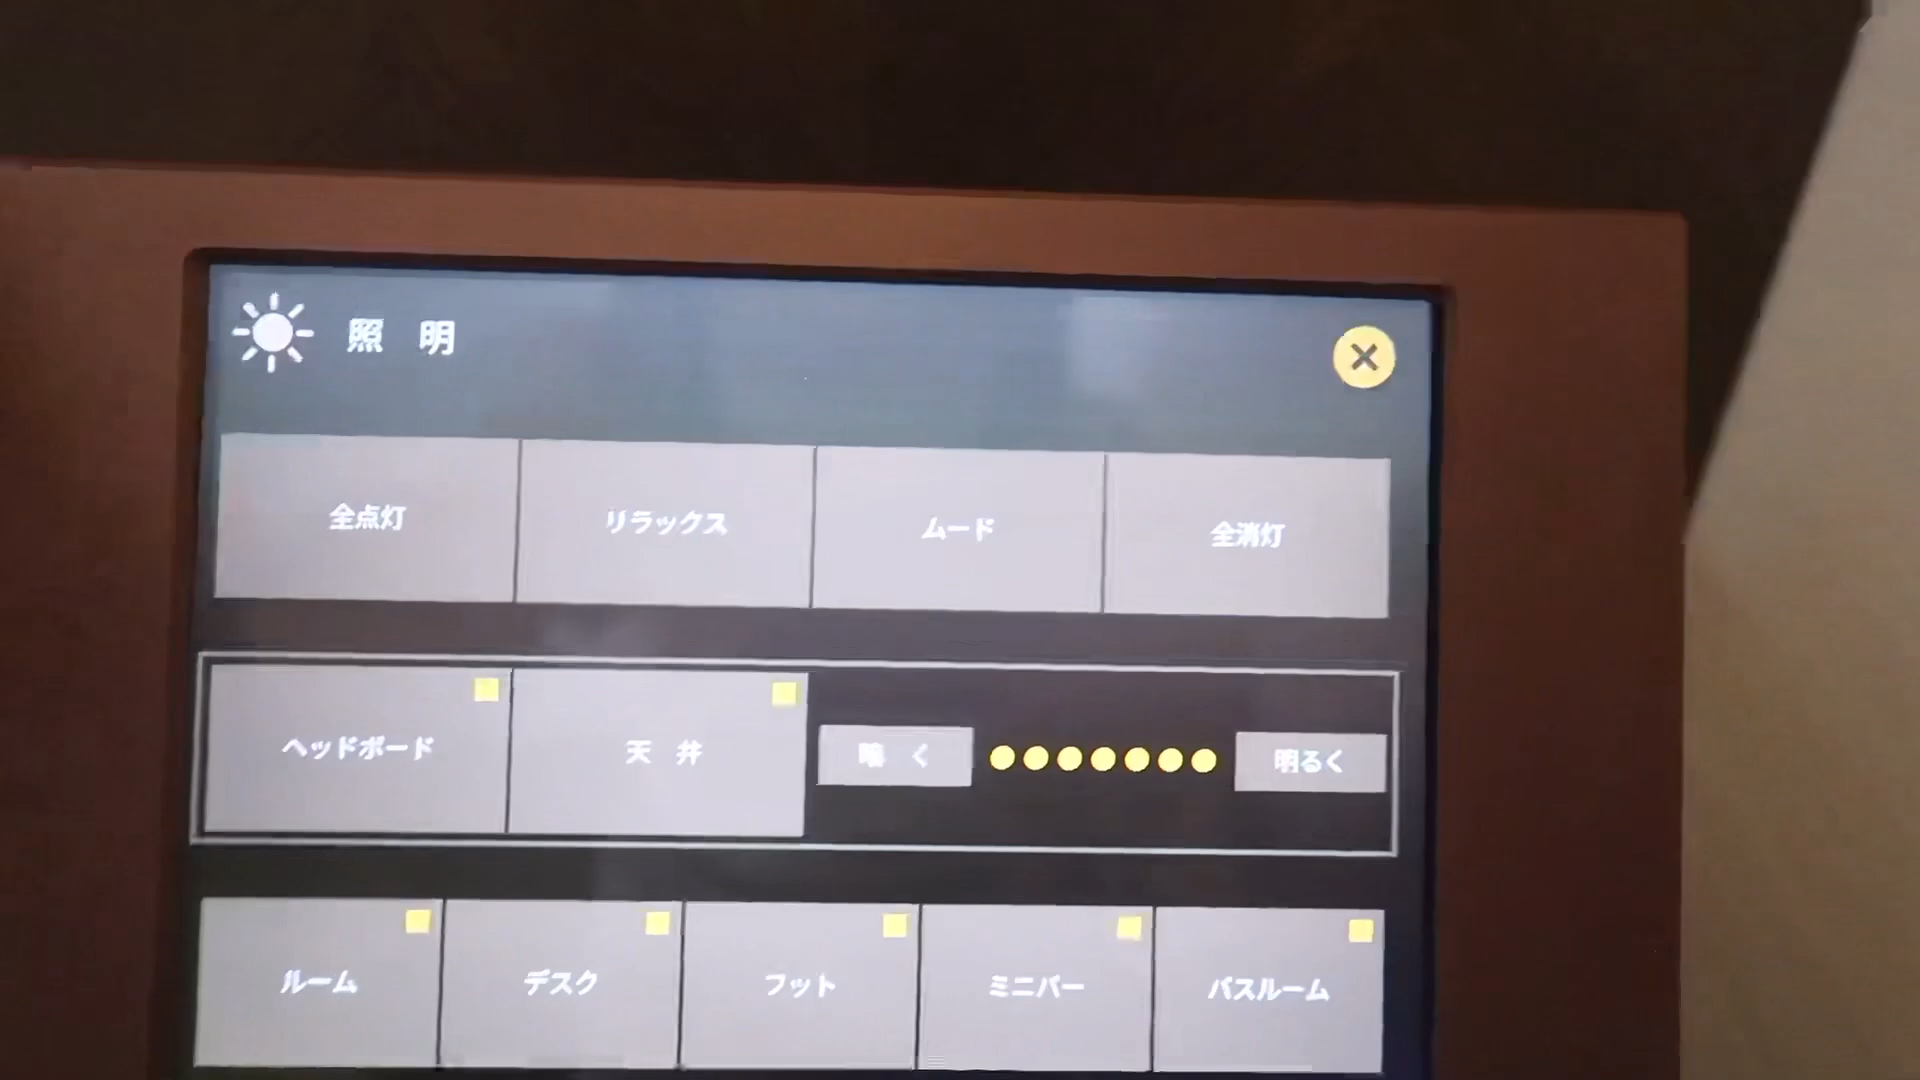 照 明
全点灯 リラックス ムード 全消灯
ヘッドボード 天 井 暗 く 明るく
ルーム デスク フット ミニバー バスルーム